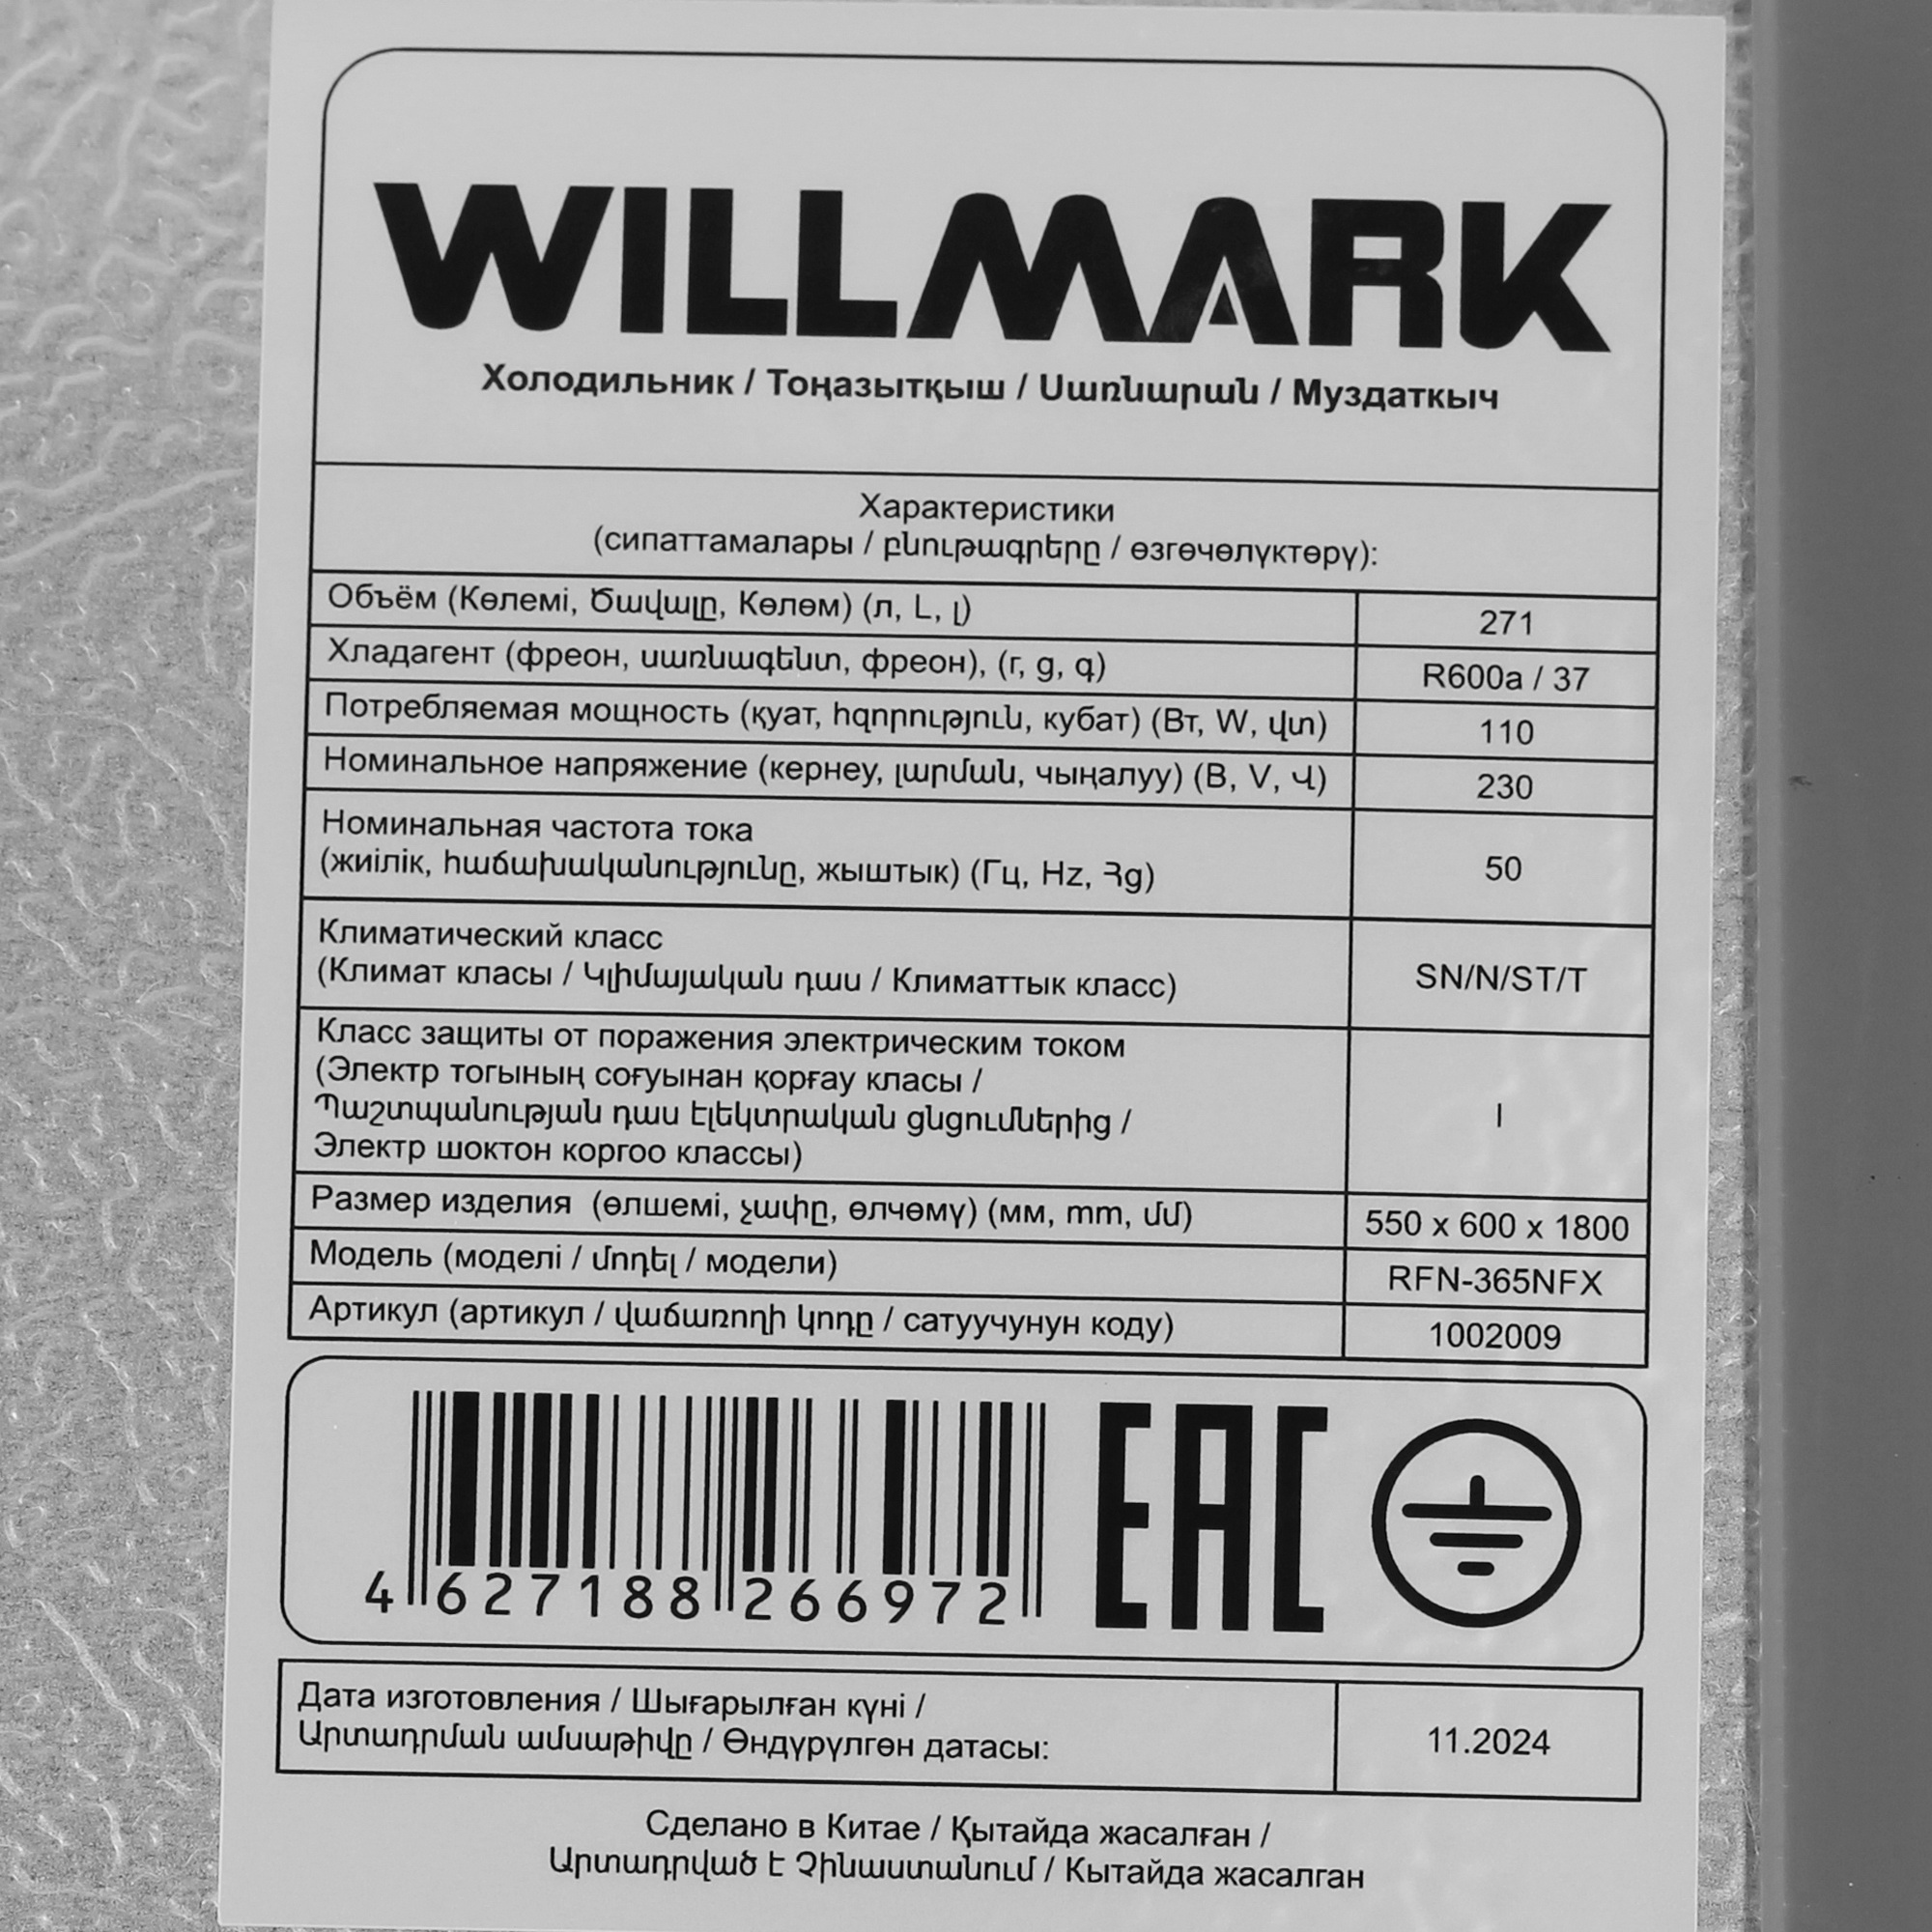 WILLMARK
Холодильник / Тоңазытқыш / Սառնարան / Муздаткыч
Характеристики
(сипаттамалары / բնութագրերը / өзгөчөлүктөрү):
Объём (Көлемі, Ծավալը, Көлөм) (л, L, լ) 271
Хладагент (фреон, սառնագենտ, фреон), (г, g, գ) R600a / 37
Потребляемая мощность (қуат, հզորություն, кубат) (Вт, W, վտ) 110
Номинальное напряжение (кернеу, լարման, чыңалуу) (В, V, Վ) 230
Номинальная частота тока
(жиілік, հաճախականությունը, жыштык) (Гц, Hz, Հց) 50
Климатический класс
(Климат класы / Կլիմայական դաս / Климаттык класс) SN/N/ST/T
Класс защиты от поражения электрическим током
(Электр тогының соғуынан қорғау класы /
Պաշտպանության դաս էլեկտրական ցնցումներից /
Электр шоктон коргоо классы) I
Размер изделия (өлшемі, չափը, өлчөмү) (мм, mm, մմ) 550 x 600 x 1800
Модель (моделі / մոդել / модели) RFN-365NFX
Артикул (артикул / վաճառողի կոդը / сатуучунун коду) 1002009
4 627188 266972
EAC
Дата изготовления / Шығарылған күні /
Արտադրման ամսաթիվը / Өндүрүлгөн датасы: 11.2024
Сделано в Китае / Қытайда жасалған /
Արտադրված է Չինաստանում / Кытайда жасалган